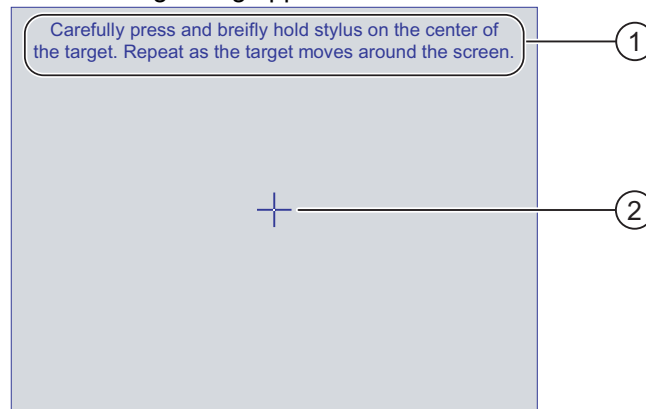 Carefully press and breifly hold stylus on the center of
the target. Repeat as the target moves around the screen.
1
2